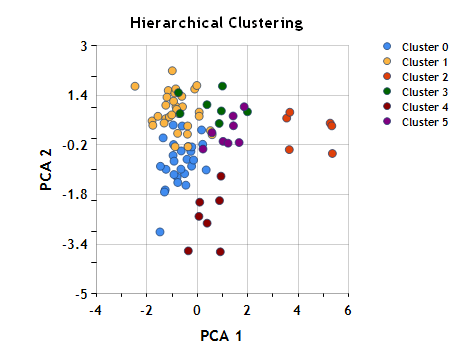 Hierarchical Clustering
3
1.4
-0.2
-1.8
-3.4
-5
-4
-2
0
2
4
6
PCA 2
PCA 1
Cluster 0
Cluster 1
Cluster 2
Cluster 3
Cluster 4
Cluster 5